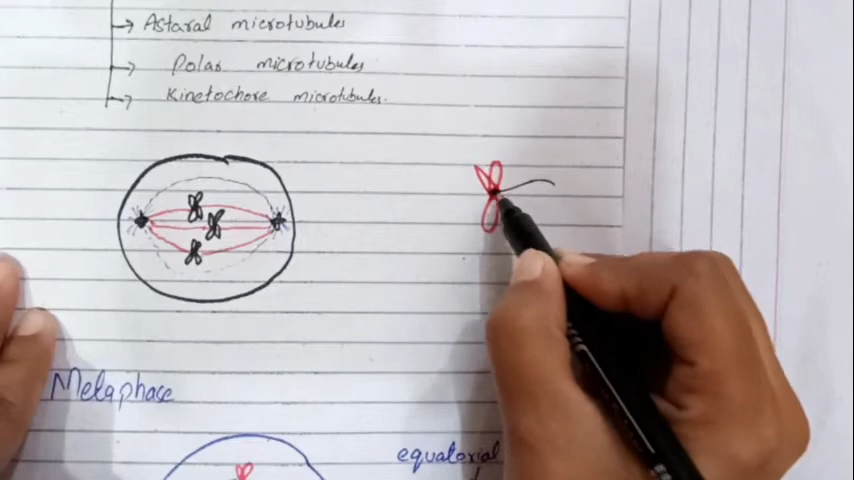 Astaral microtubules
Polar microtubules
Kinetochore microtubules.
Metaphase
equatorial